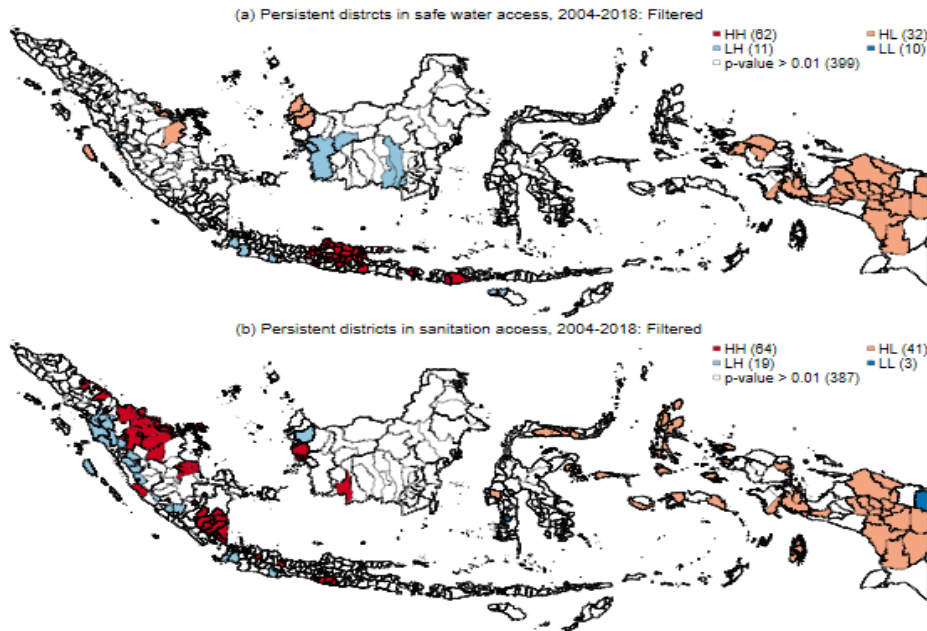 (a) Persistent distrcts in safe water access, 2004-2018: Filtered
HH (62) HL (32)
LH (11) LL (10)
p-value > 0.01 (399)
(b) Persistent districts in sanitation access, 2004-2018: Filtered
HH (64) HL (41)
LH (19) LL (3)
p-value > 0.01 (387)